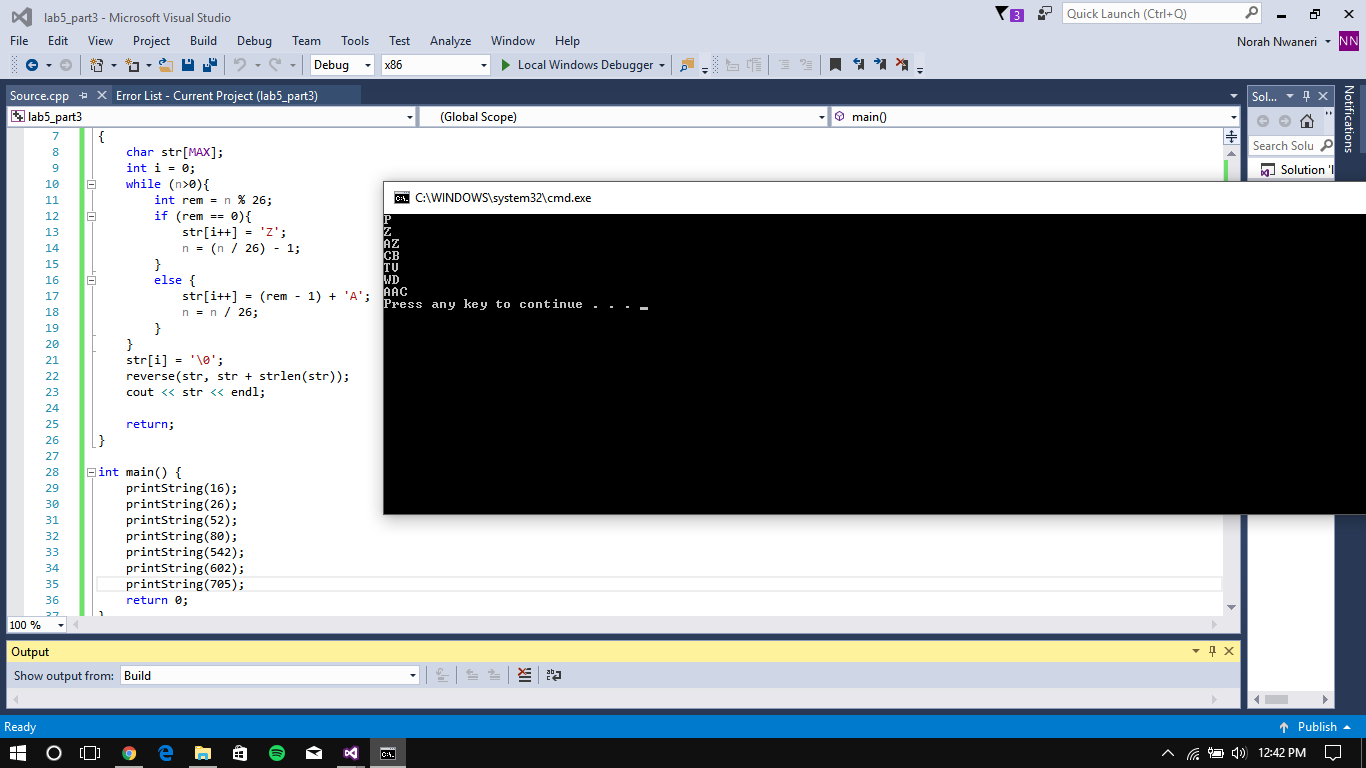 lab5_part3 - Microsoft Visual Studio
3
Quick Launch (Ctrl+Q)
File Edit View Project Build Debug Team Tools Test Analyze Window Help
Norah Nwaneri
NN
Debug
x86
Local Windows Debugger
Source.cpp
Error List - Current Project (lab5_part3)
Sol...
Notifications
lab5_part3
(Global Scope)
main()
Search Solu
Solution 'l
7 {
8 char str[MAX];
9 int i = 0;
10 while (n>0){
11 int rem = n % 26;
12 if (rem == 0){
13 str[i++] = 'Z';
14 n = (n / 26) - 1;
15 }
16 else {
17 str[i++] = (rem - 1) + 'A';
18 n = n / 26;
19 }
20 }
21 str[i] = '\0';
22 reverse(str, str + strlen(str));
23 cout << str << endl;
24
25 return;
26 }
27
28 int main() {
29 printString(16);
30 printString(26);
31 printString(52);
32 printString(80);
33 printString(542);
34 printString(602);
35 printString(705);
36 return 0;
37 }
C:\WINDOWS\system32\cmd.exe
P
Z
AZ
CB
TV
WD
AAC
Press any key to continue . . . _
100 %
Output
Show output from: Build
Ready
Publish
12:42 PM